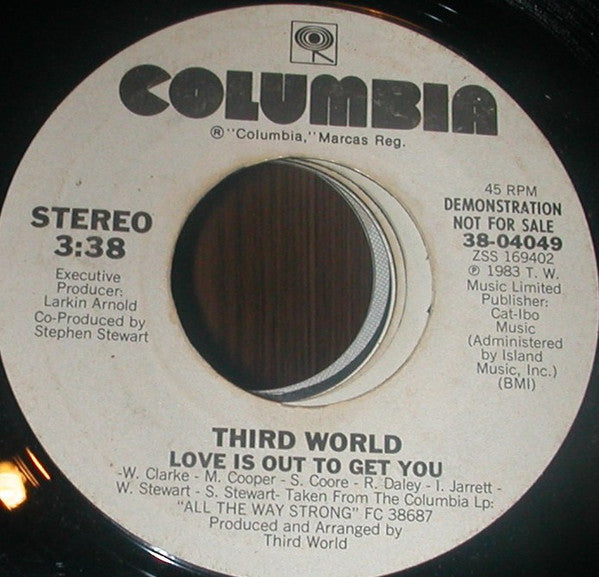 COLUMBIA
®"Columbia," Marcas Reg.
STEREO
3:38
Executive
Producer:
Larkin Arnold
Co-Produced by
Stephen Stewart
45 RPM
DEMONSTRATION
NOT FOR SALE
38-04049
ZSS 169402
℗ 1983 T. W.
Music Limited
Publisher:
Cat-Ibo
Music
(Administered
by Island
Music, Inc.)
(BMI)
THIRD WORLD
LOVE IS OUT TO GET YOU
-W. Clarke - M. Cooper - S. Coore - R. Daley - I. Jarrett -
W. Stewart - S. Stewart- Taken From The Columbia Lp:
"ALL THE WAY STRONG" FC 38687
Produced and Arranged by
Third World